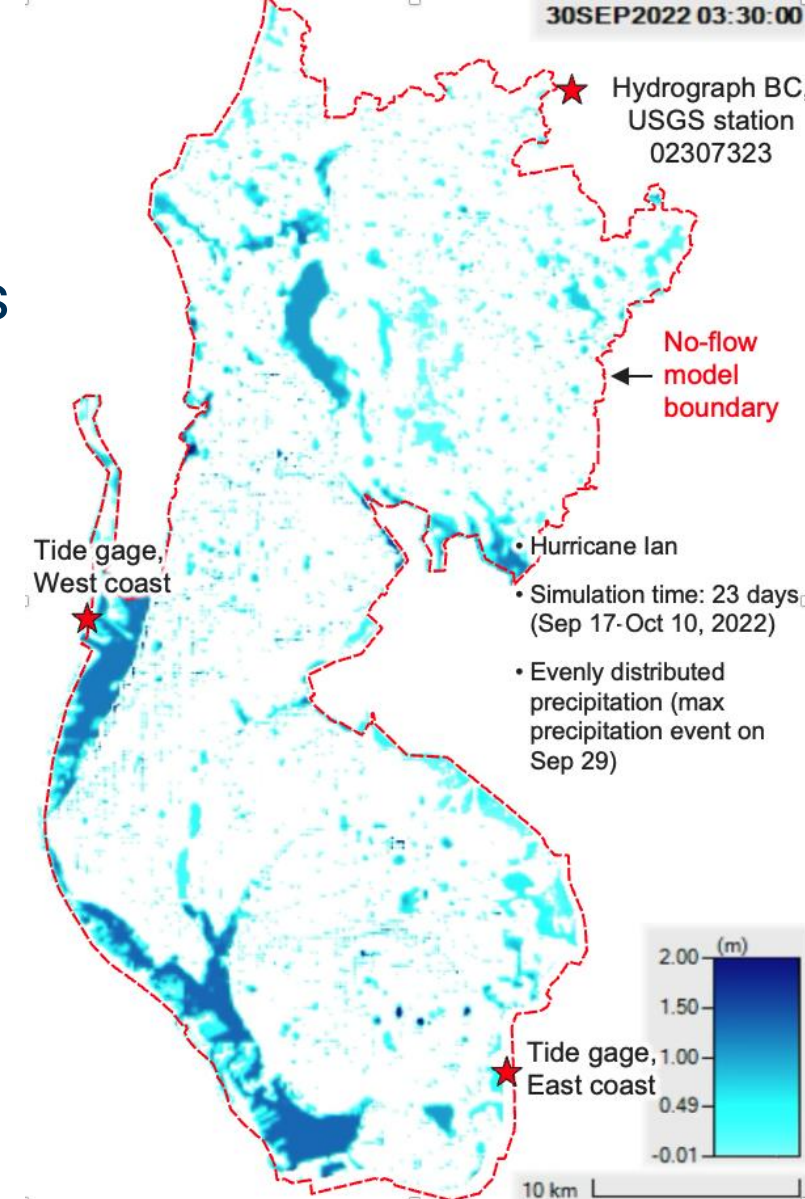 30SEP2022 03:30:00
Hydrograph BC,
USGS station
02307323
s
No-flow
model
boundary
Tide gage,
West coast
• Hurricane Ian
• Simulation time: 23 days
(Sep 17-Oct 10, 2022)
• Evenly distributed
precipitation (max
precipitation event on
Sep 29)
(m)
2.00
1.50
1.00
0.49
-0.01
Tide gage,
East coast
10 km